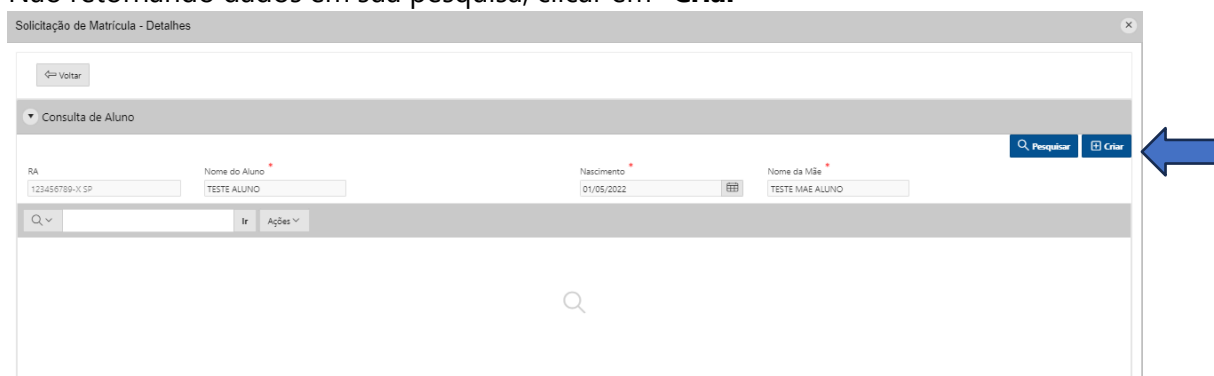 Não retornando dados em sua pesquisa, clicar em "Criar"
Solicitação de Matrícula - Detalhes
Voltar
Consulta de Aluno
Pesquisar Criar
RA Nome do Aluno * Nascimento * Nome da Mãe *
123456789-X SP TESTE ALUNO 01/05/2022 TESTE MAE ALUNO
Ir Ações